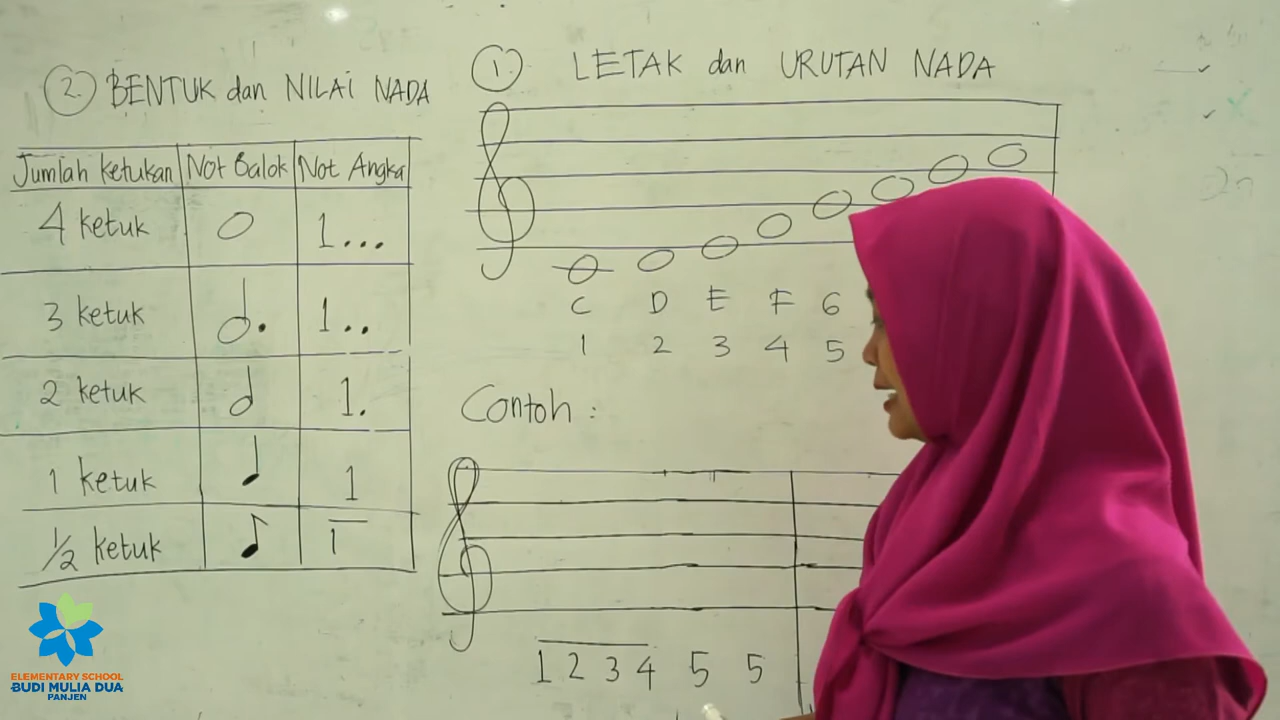 2. BENTUK dan NILAI NADA
Jumlah Ketukan Not Balok Not Angka
4 ketuk 1...
3 ketuk 1..
2 ketuk 1.
1 ketuk 1
1/2 ketuk 1
1. LETAK dan URUTAN NADA
C D E F G
1 2 3 4 5
Contoh :
1 2 3 4 5 5
ELEMENTARY SCHOOL
BUDI MULIA DUA
PANJEN